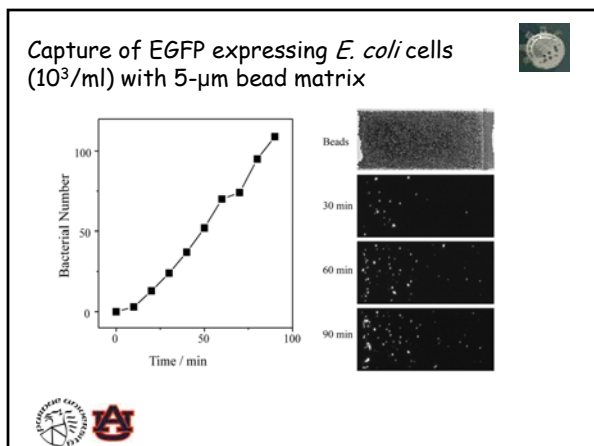 Capture of EGFP expressing E. coli cells
(10³/ml) with 5-µm bead matrix
Bacterial Number
100
50
0
0
50
100
Time / min
Beads
30 min
60 min
90 min
AU